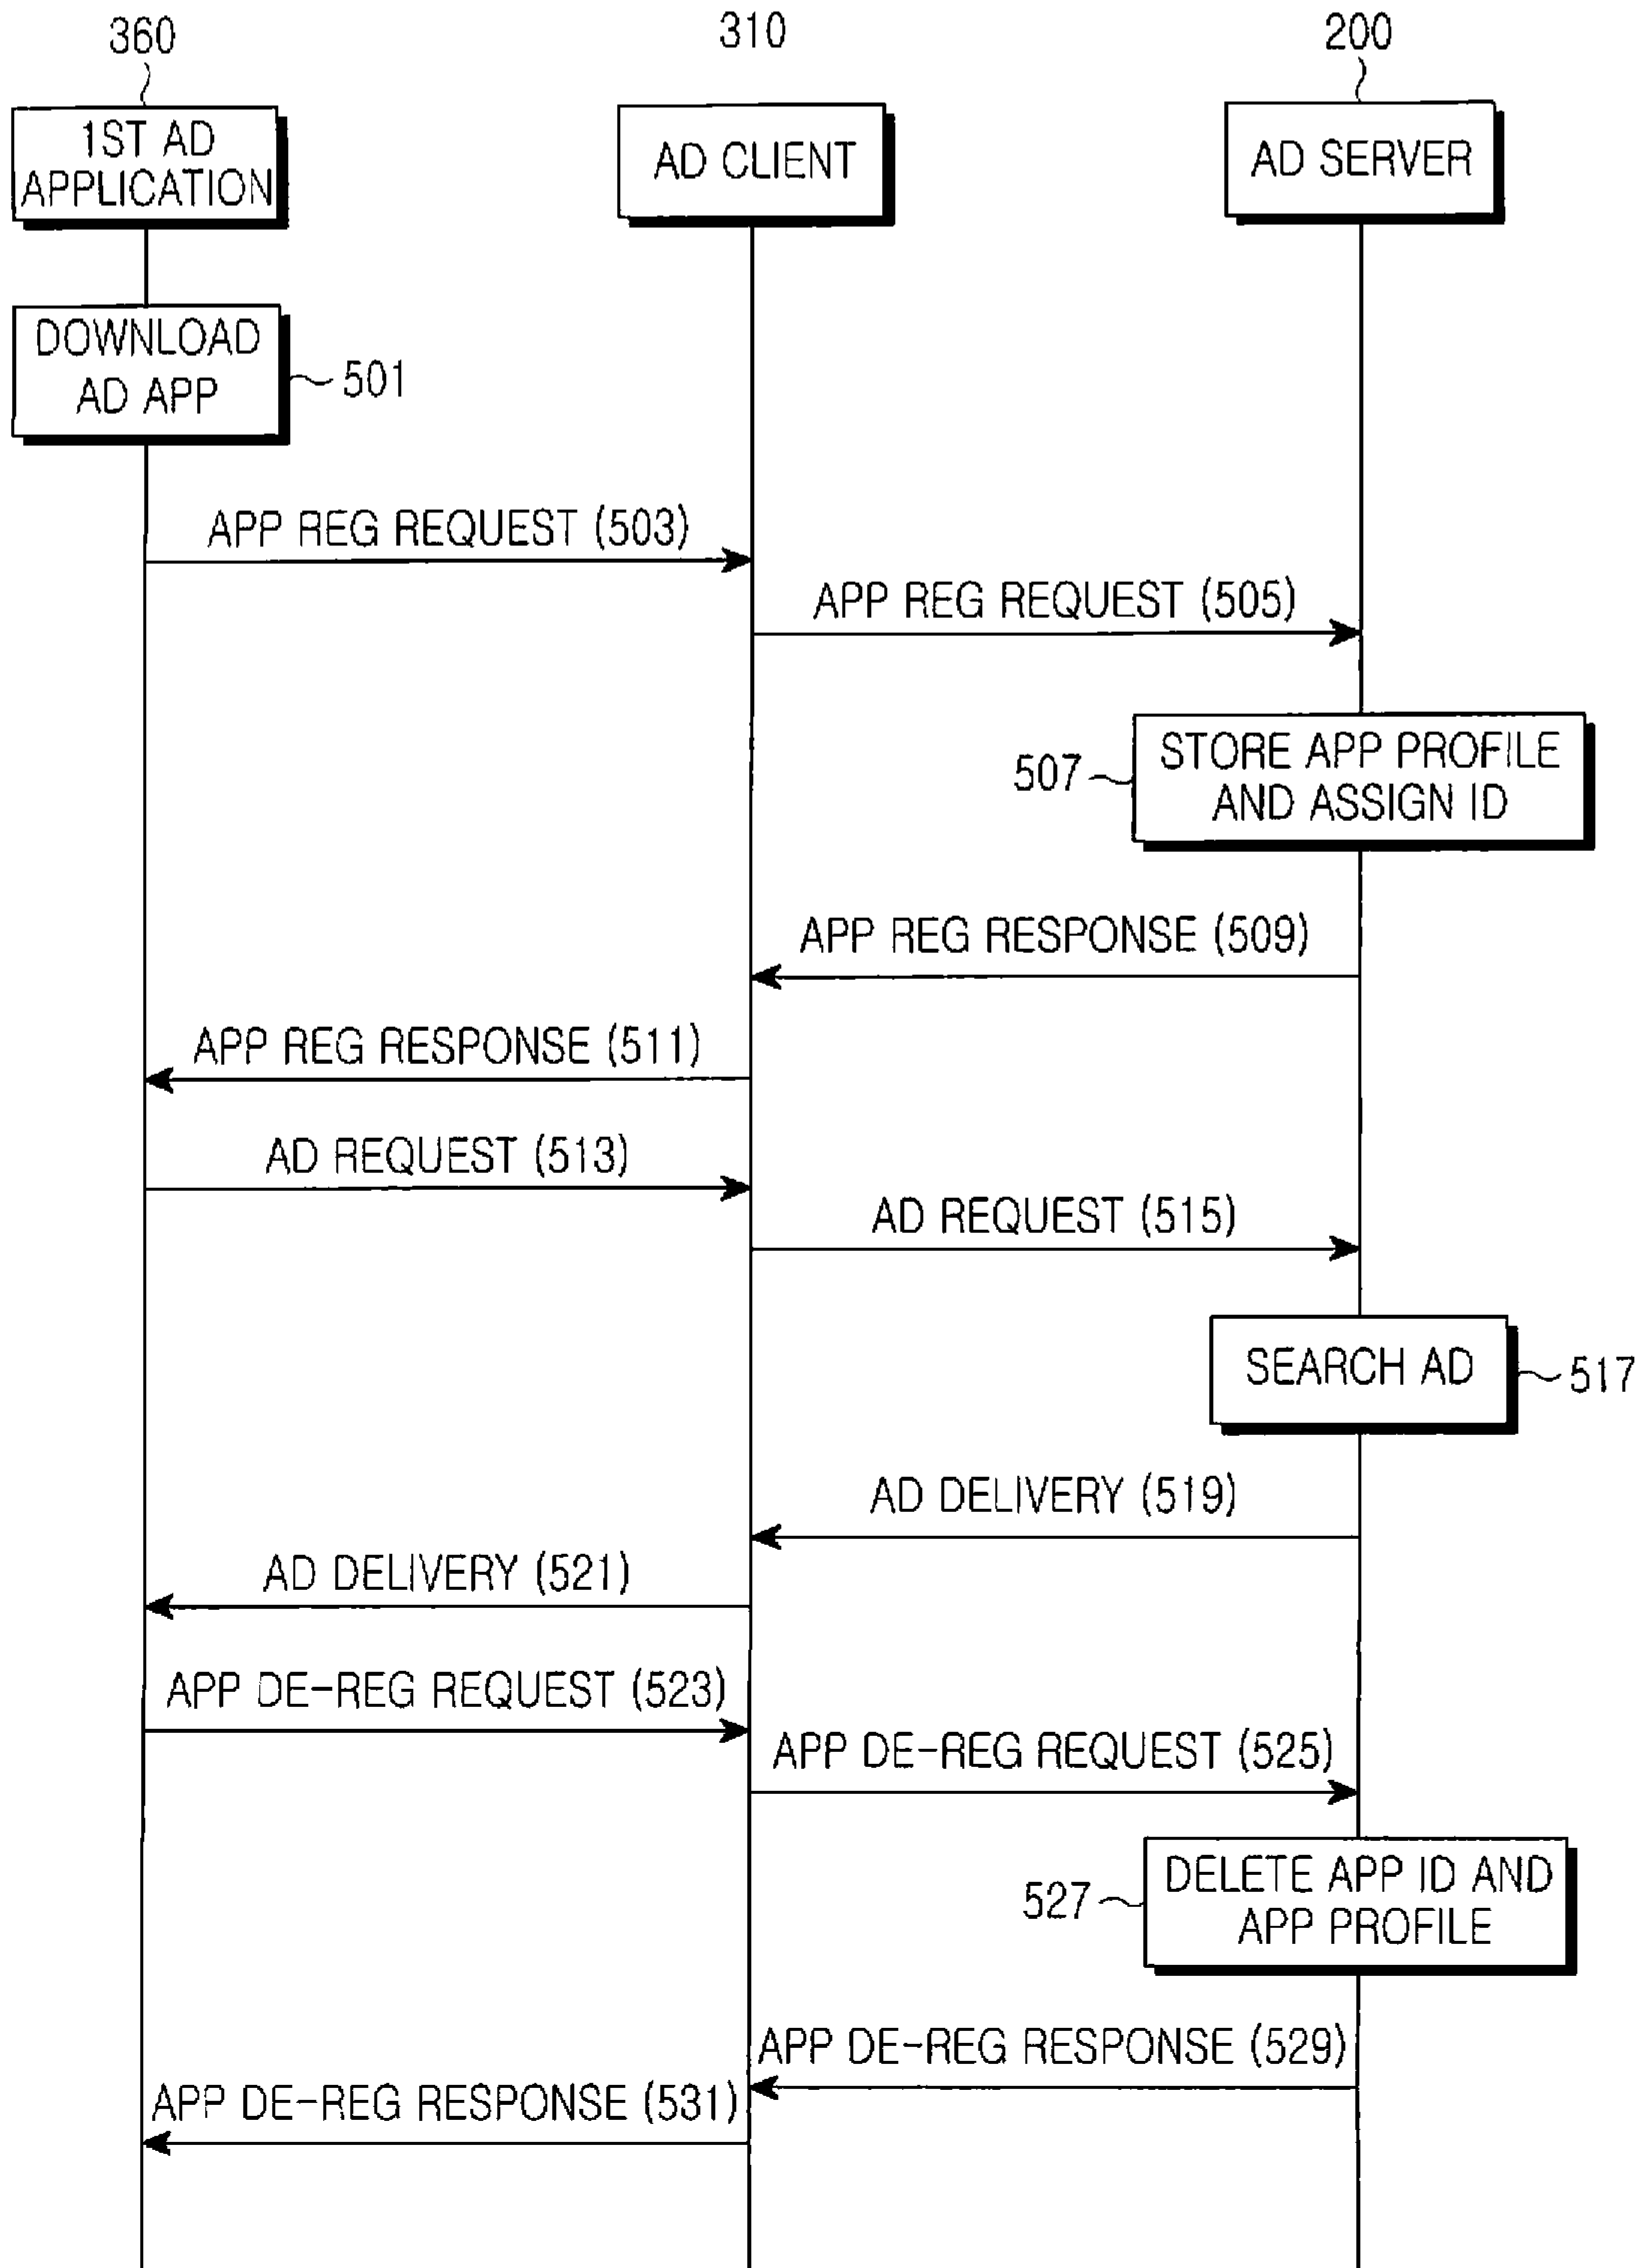 360
310
200
1ST AD
APPLICATION
AD CLIENT
AD SERVER
DOWNLOAD
AD APP
501
APP REG REQUEST (503)
APP REG REQUEST (505)
STORE APP PROFILE
AND ASSIGN ID
507
APP REG RESPONSE (509)
APP REG RESPONSE (511)
AD REQUEST (513)
AD REQUEST (515)
SEARCH AD
517
AD DELIVERY (519)
AD DELIVERY (521)
APP DE-REG REQUEST (523)
APP DE-REG REQUEST (525)
DELETE APP ID AND
APP PROFILE
527
APP DE-REG RESPONSE (529)
APP DE-REG RESPONSE (531)